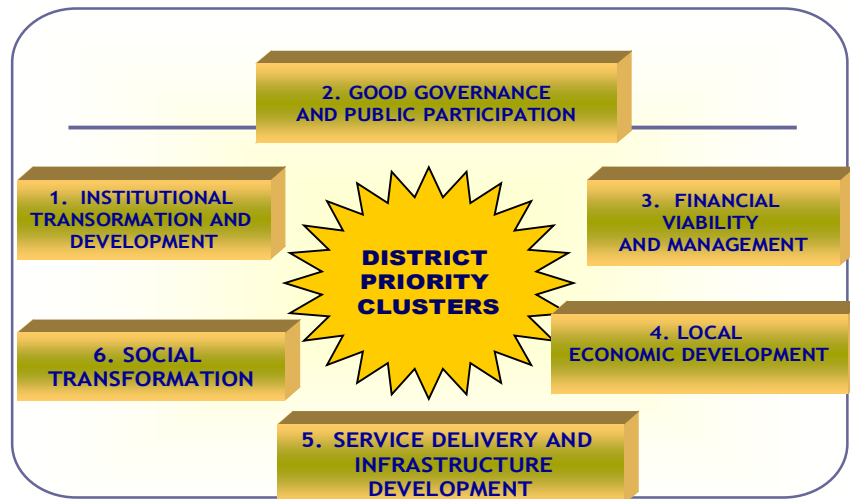 2. GOOD GOVERNANCE
AND PUBLIC PARTICIPATION
1. INSTITUTIONAL
TRANSORMATION AND
DEVELOPMENT
3. FINANCIAL
VIABILITY
AND MANAGEMENT
DISTRICT
PRIORITY
CLUSTERS
6. SOCIAL
TRANSFORMATION
4. LOCAL
ECONOMIC DEVELOPMENT
5. SERVICE DELIVERY AND
INFRASTRUCTURE
DEVELOPMENT